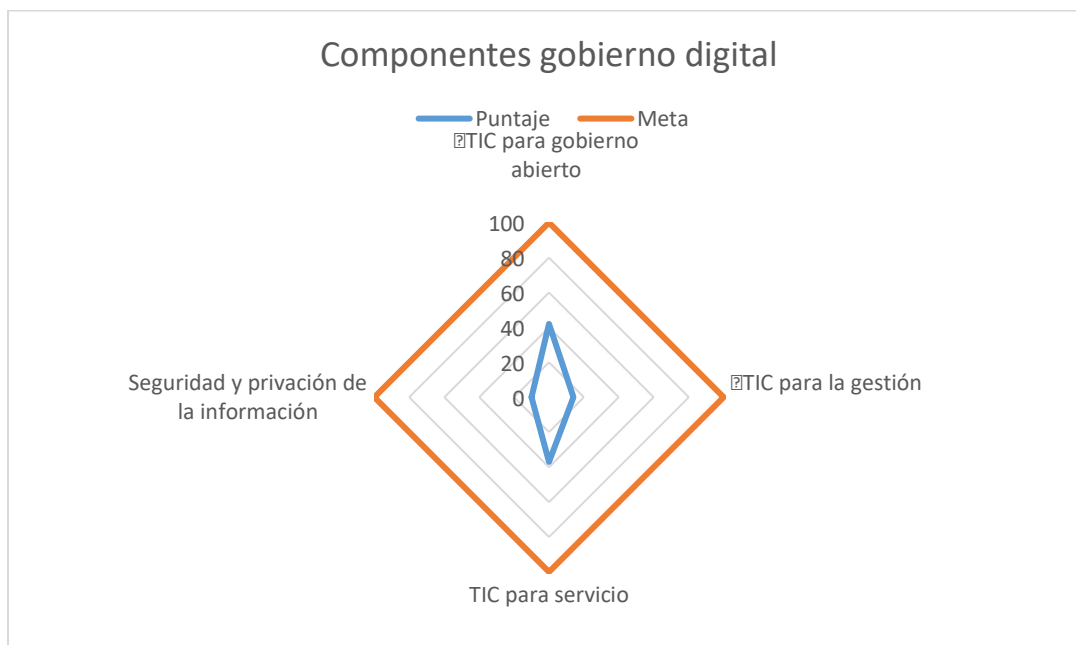 Componentes gobierno digital
Puntaje Meta
⍰TIC para gobierno
abierto
100
80
60
40
20
0
Seguridad y privación de
la información
⍰TIC para la gestión
TIC para servicio